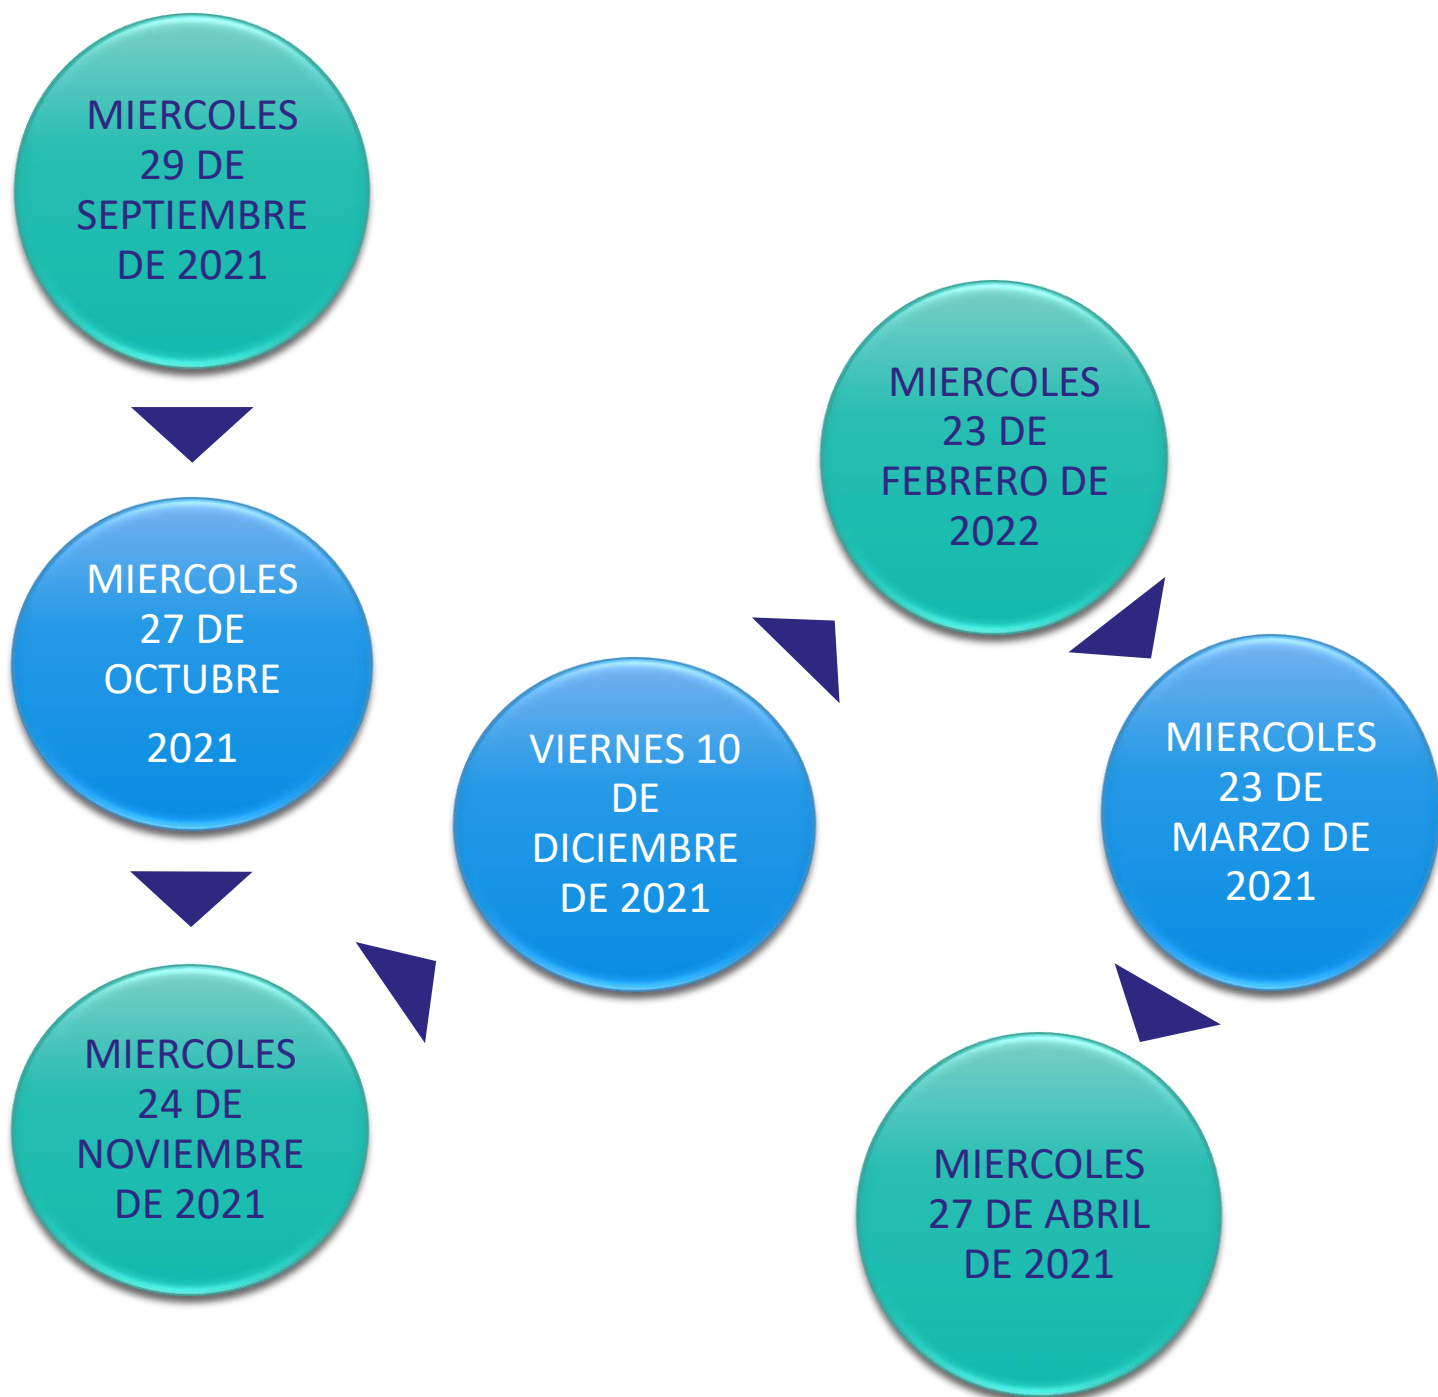 MIERCOLES
29 DE
SEPTIEMBRE
DE 2021
MIERCOLES
27 DE
OCTUBRE
2021
MIERCOLES
24 DE
NOVIEMBRE
DE 2021
VIERNES 10
DE
DICIEMBRE
DE 2021
MIERCOLES
23 DE
FEBRERO DE
2022
MIERCOLES
23 DE
MARZO DE
2021
MIERCOLES
27 DE ABRIL
DE 2021